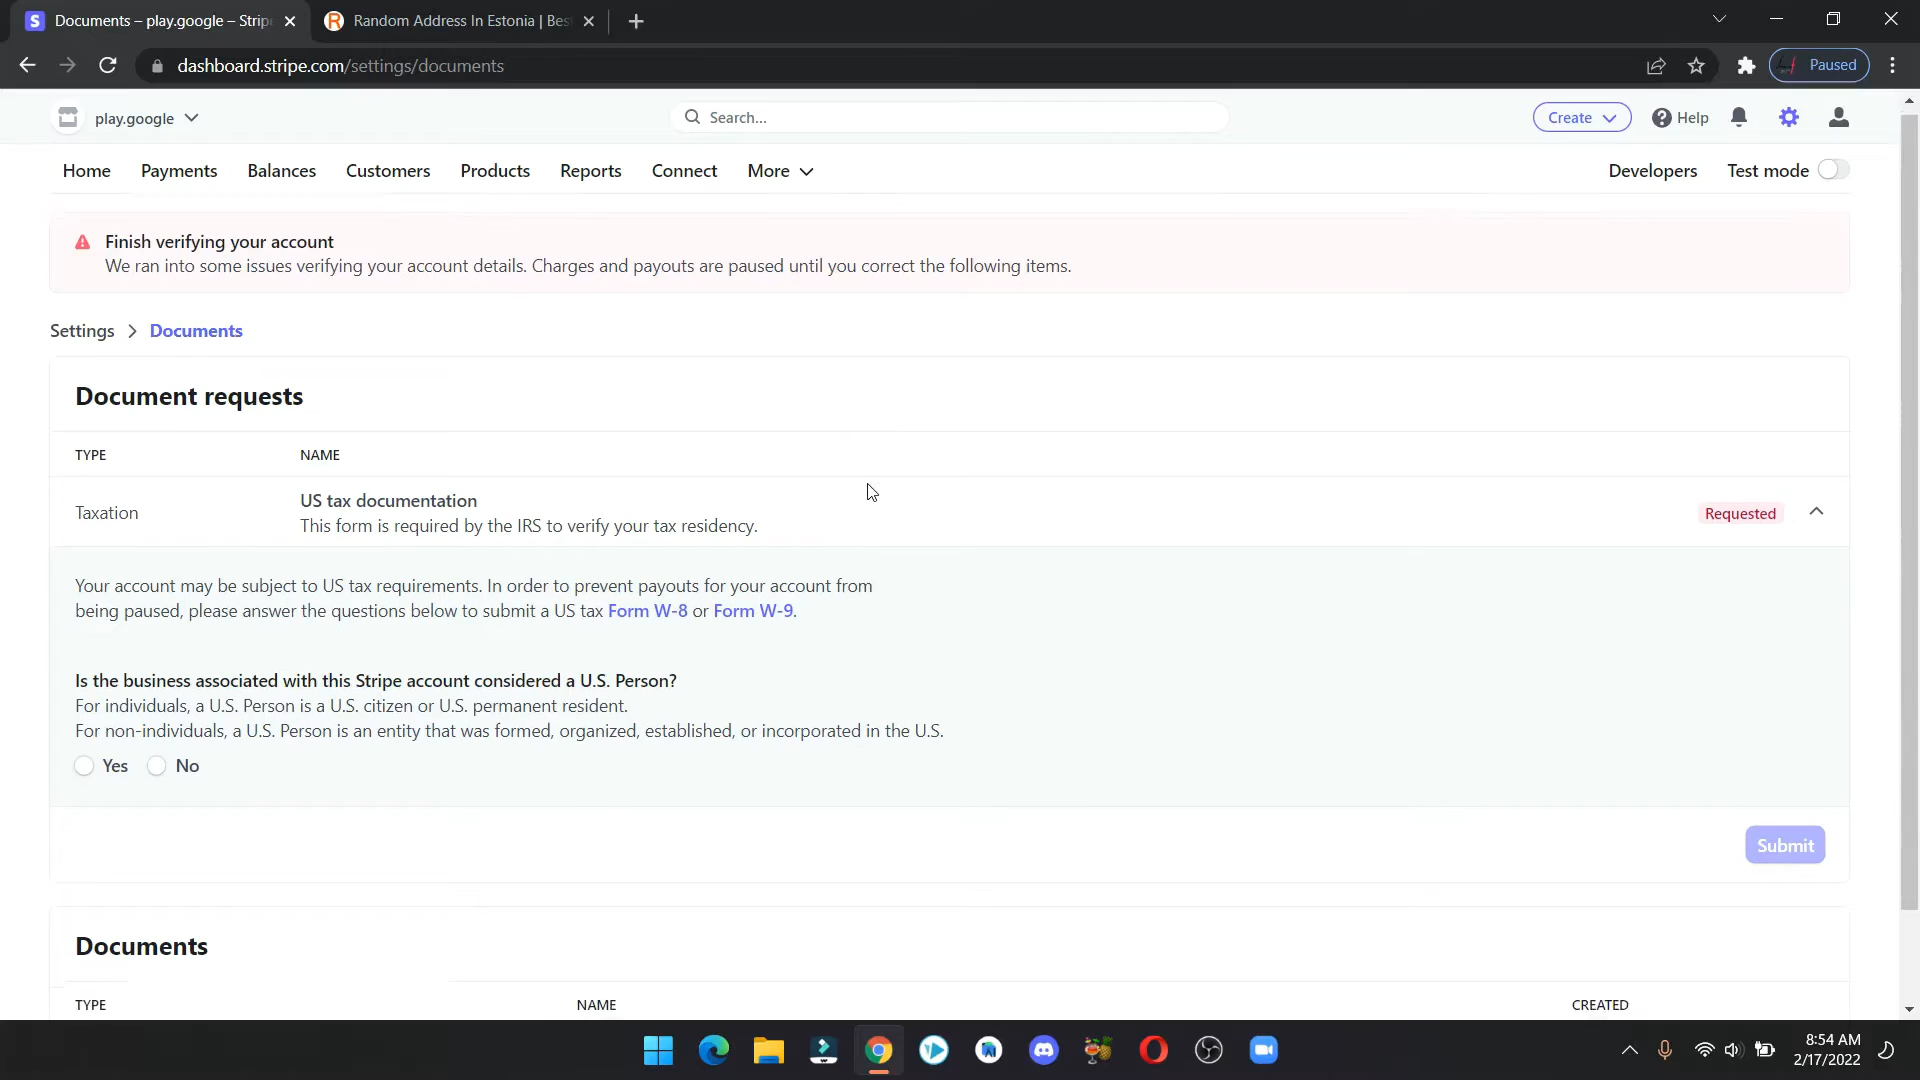 Documents – play.google – Strip
Random Address In Estonia | Bes
dashboard.stripe.com/settings/documents
Paused
play.google
Search...
Create
Help
Home
Payments
Balances
Customers
Products
Reports
Connect
More
Developers
Test mode
Finish verifying your account
We ran into some issues verifying your account details. Charges and payouts are paused until you correct the following items.
Settings > Documents
Document requests
TYPE
NAME
Taxation
US tax documentation
This form is required by the IRS to verify your tax residency.
Requested
Your account may be subject to US tax requirements. In order to prevent payouts for your account from
being paused, please answer the questions below to submit a US tax Form W-8 or Form W-9.
Is the business associated with this Stripe account considered a U.S. Person?
For individuals, a U.S. Person is a U.S. citizen or U.S. permanent resident.
For non-individuals, a U.S. Person is an entity that was formed, organized, established, or incorporated in the U.S.
Yes
No
Submit
Documents
TYPE
NAME
CREATED
8:54 AM
2/17/2022